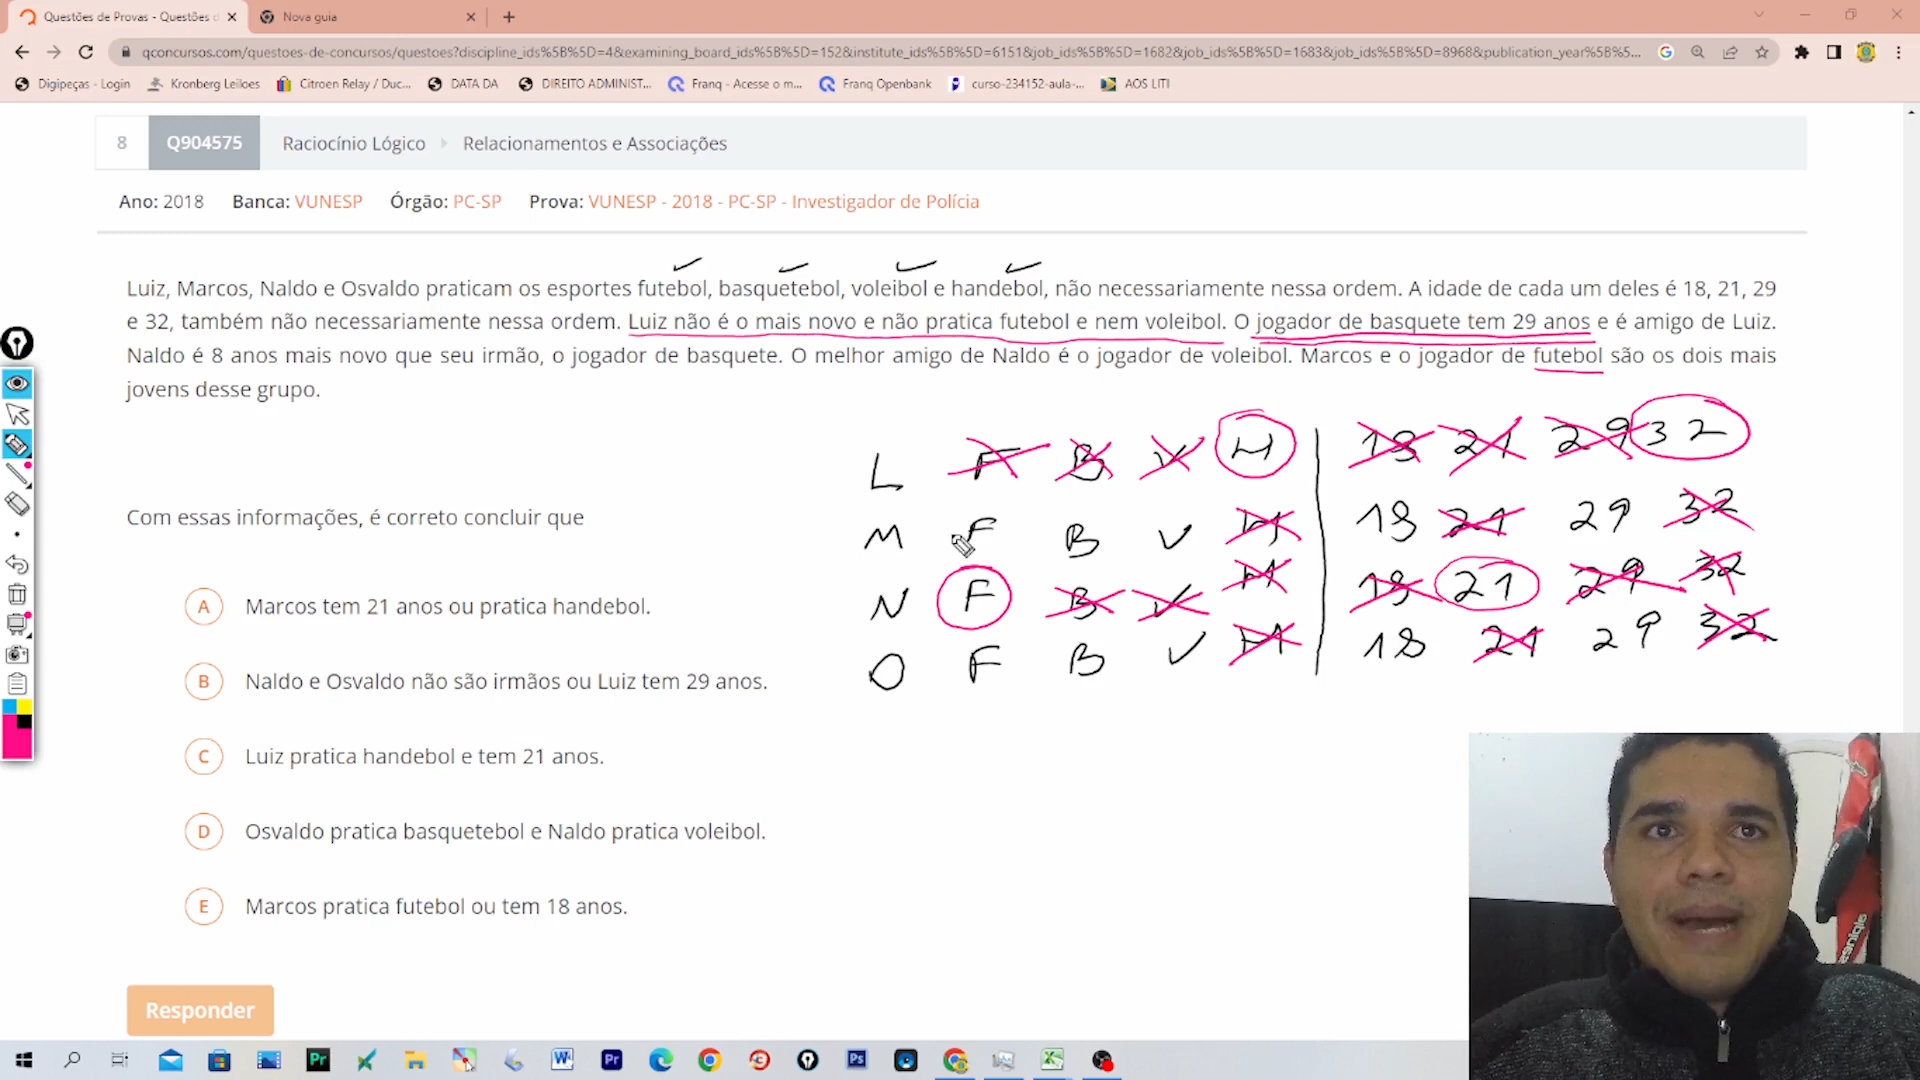 Questões de Provas - Questões d
Nova guia
qconcursos.com/questoes-de-concursos/questoes?discipline_ids%5B%5D=4&examining_board_ids%5B%5D=152&institute_ids%5B%5D=6151&job_ids%5B%5D=1682&job_ids%5B%5D=1683&job_ids%5B%5D=8968&publication_year%5B%5...
Digipeças - Login
Kronberg Leiloes
Citroen Relay / Duc...
DATA DA
DIREITO ADMINIST...
Franq - Acesse o m...
Franq Openbank
curso-234152-aula-...
AOS LITI
8 Q904575 Raciocínio Lógico Relacionamentos e Associações
Ano: 2018 Banca: VUNESP Órgão: PC-SP Prova: VUNESP - 2018 - PC-SP - Investigador de Polícia
Luiz, Marcos, Naldo e Osvaldo praticam os esportes futebol, basquetebol, voleibol e handebol, não necessariamente nessa ordem. A idade de cada um deles é 18, 21, 29
e 32, também não necessariamente nessa ordem. Luiz não é o mais novo e não pratica futebol e nem voleibol. O jogador de basquete tem 29 anos e é amigo de Luiz.
Naldo é 8 anos mais novo que seu irmão, o jogador de basquete. O melhor amigo de Naldo é o jogador de voleibol. Marcos e o jogador de futebol são os dois mais
jovens desse grupo.
L F B V H 18 21 29 32
M F B V H 18 21 29 32
N F B V H 18 21 29 32
O F B V H 18 21 29 32
Com essas informações, é correto concluir que
A Marcos tem 21 anos ou pratica handebol.
B Naldo e Osvaldo não são irmãos ou Luiz tem 29 anos.
C Luiz pratica handebol e tem 21 anos.
D Osvaldo pratica basquetebol e Naldo pratica voleibol.
E Marcos pratica futebol ou tem 18 anos.
Responder